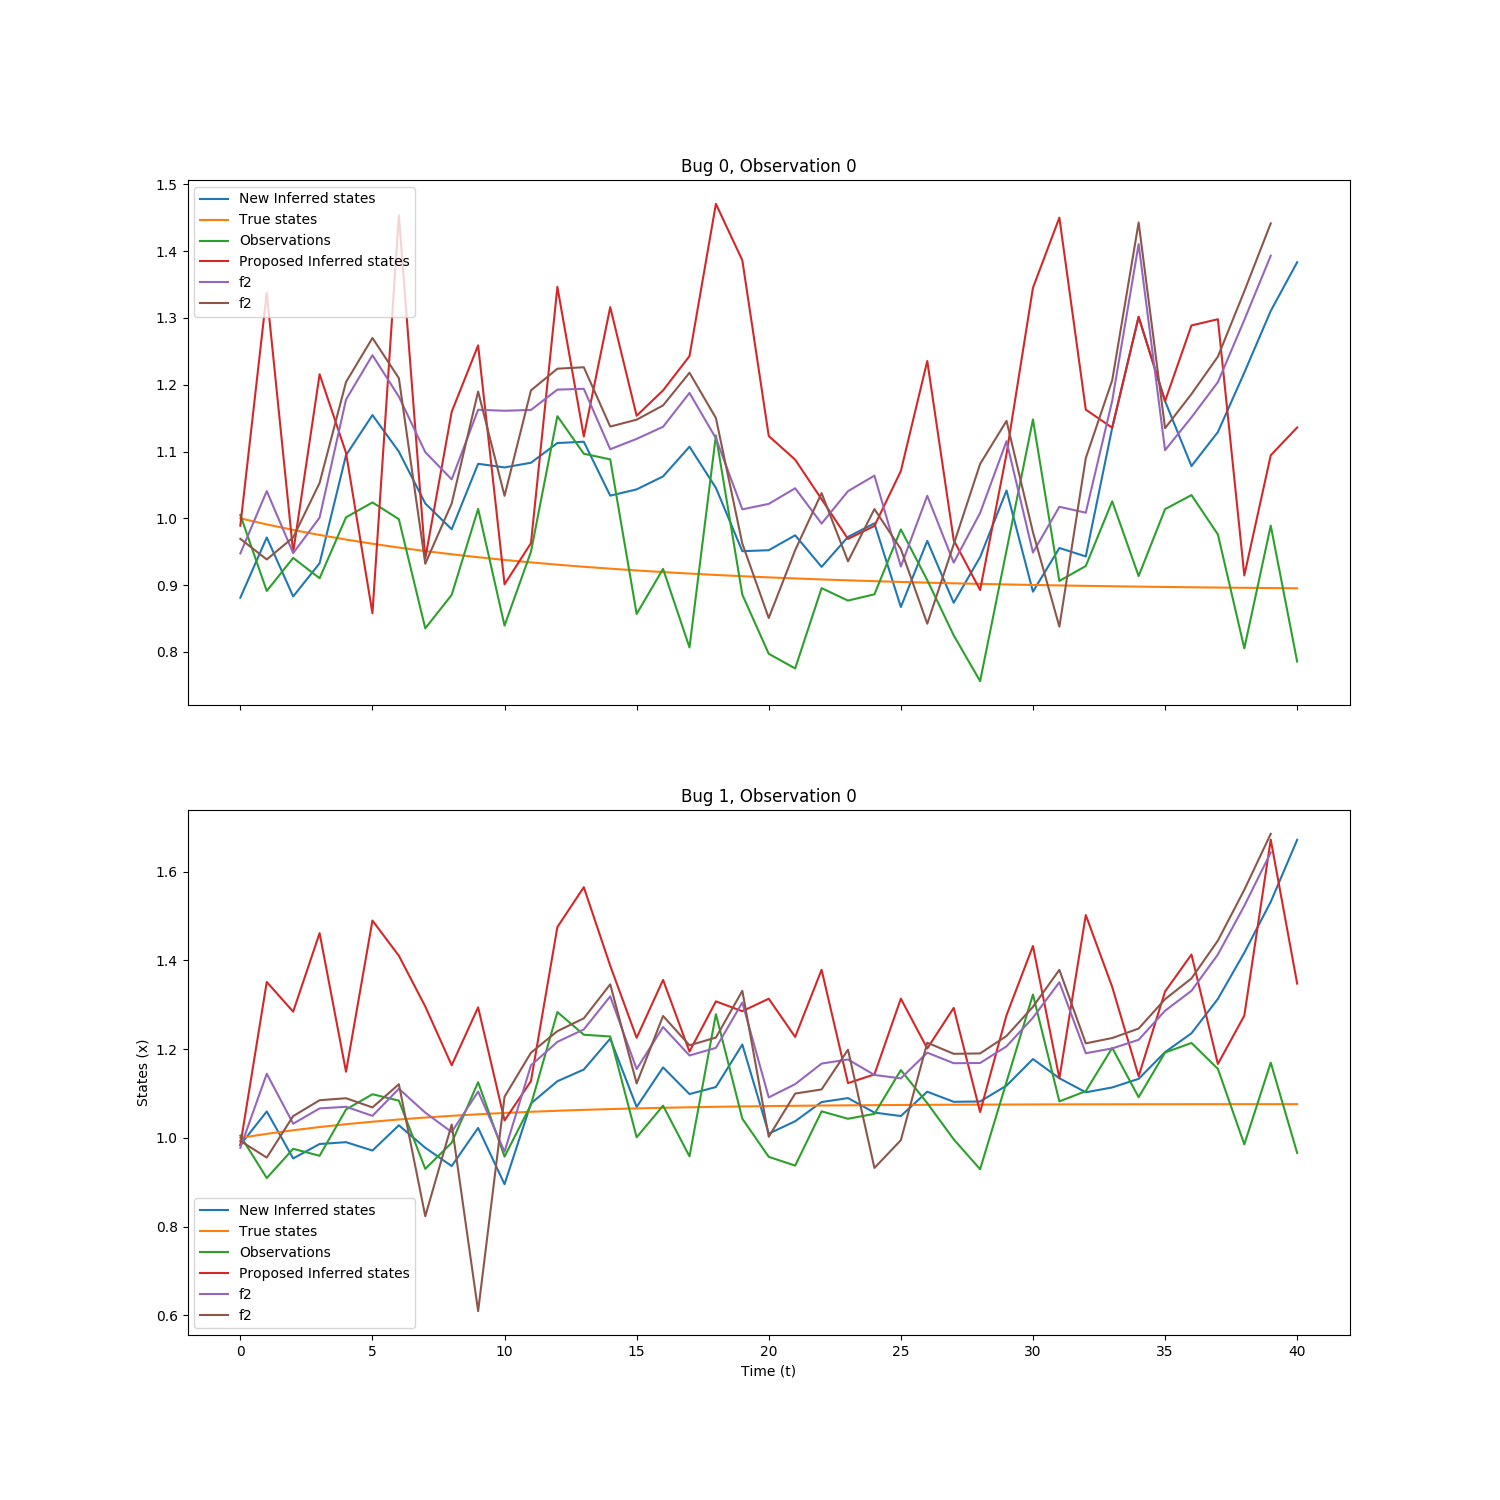 Bug 0, Observation 0
1.5
1.4
1.3
1.2
1.1
1.0
0.9
0.8
New Inferred states
True states
Observations
Proposed Inferred states
f2
f2
Bug 1, Observation 0
States (x)
1.6
1.4
1.2
1.0
0.8
0.6
New Inferred states
True states
Observations
Proposed Inferred states
f2
f2
0 5 10 15 20 25 30 35 40
Time (t)